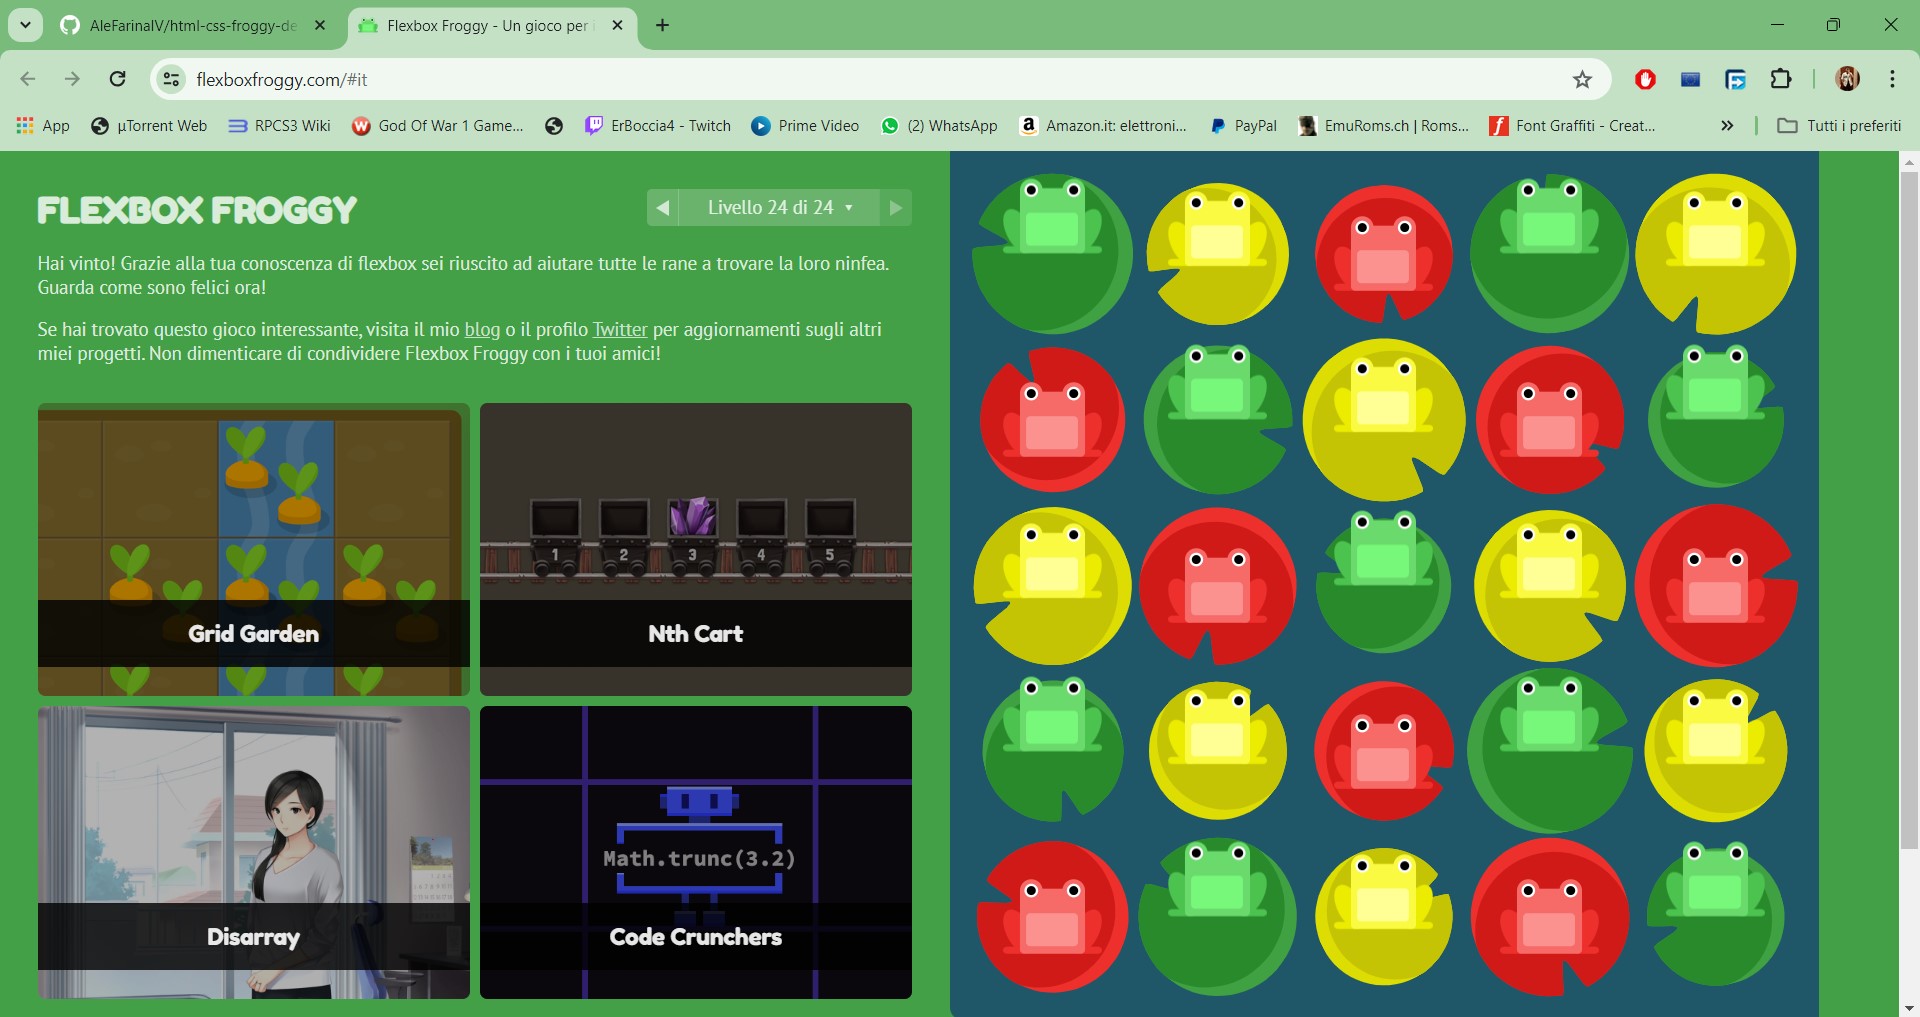 AleFarinaIV/html-css-froggy-de
Flexbox Froggy - Un gioco per i
flexboxfroggy.com/#it
App
µTorrent Web
RPCS3 Wiki
God Of War 1 Game...
ErBoccia4 - Twitch
Prime Video
(2) WhatsApp
Amazon.it: elettroni...
PayPal
EmuRoms.ch | Roms...
Font Graffiti - Creat...
Tutti i preferiti
FLEXBOX FROGGY
Livello 24 di 24
Hai vinto! Grazie alla tua conoscenza di flexbox sei riuscito ad aiutare tutte le rane a trovare la loro ninfea.
Guarda come sono felici ora!
Se hai trovato questo gioco interessante, visita il mio blog o il profilo Twitter per aggiornamenti sugli altri
miei progetti. Non dimenticare di condividere Flexbox Froggy con i tuoi amici!
Grid Garden
1 2 3 4 5
Nth Cart
Disarray
Math.trunc(3.2)
Code Crunchers